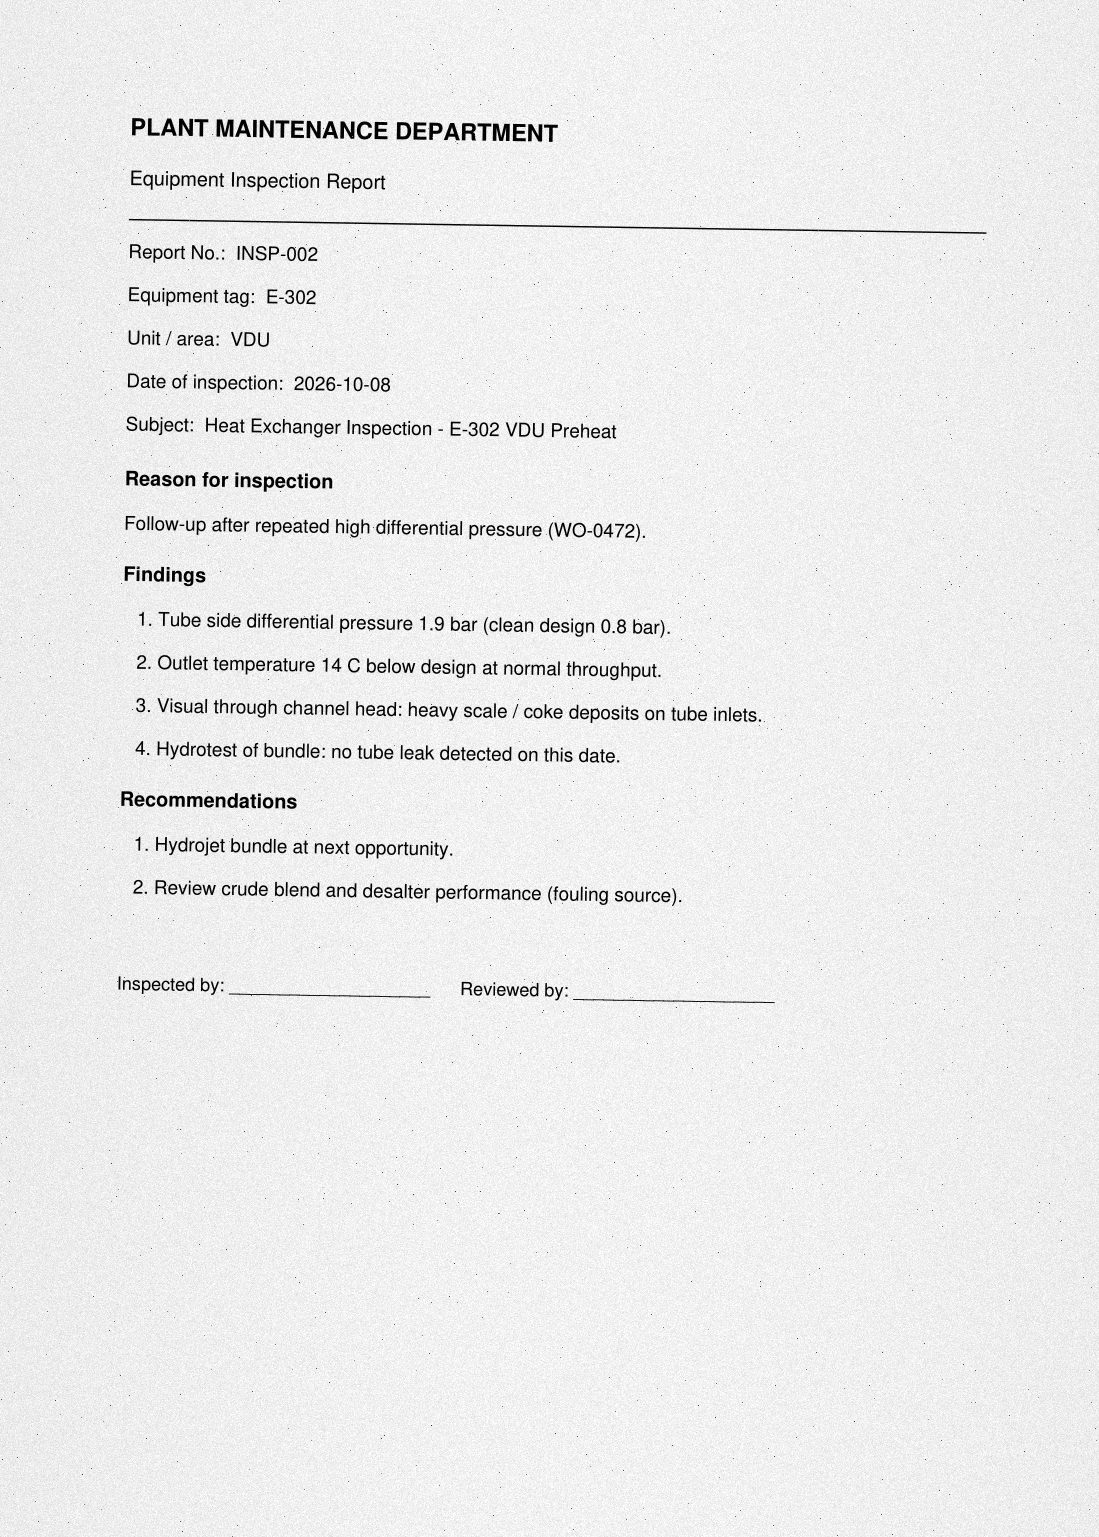 PLANT MAINTENANCE DEPARTMENT
Equipment Inspection Report
Report No.: INSP-002
Equipment tag: E-302
Unit / area: VDU
Date of inspection: 2026-10-08
Subject: Heat Exchanger Inspection - E-302 VDU Preheat
Reason for inspection
Follow-up after repeated high differential pressure (WO-0472).
Findings
1. Tube side differential pressure 1.9 bar (clean design 0.8 bar).
2. Outlet temperature 14 C below design at normal throughput.
3. Visual through channel head: heavy scale / coke deposits on tube inlets.
4. Hydrotest of bundle: no tube leak detected on this date.
Recommendations
1. Hydrojet bundle at next opportunity.
2. Review crude blend and desalter performance (fouling source).
Inspected by: ____________________ Reviewed by: ____________________